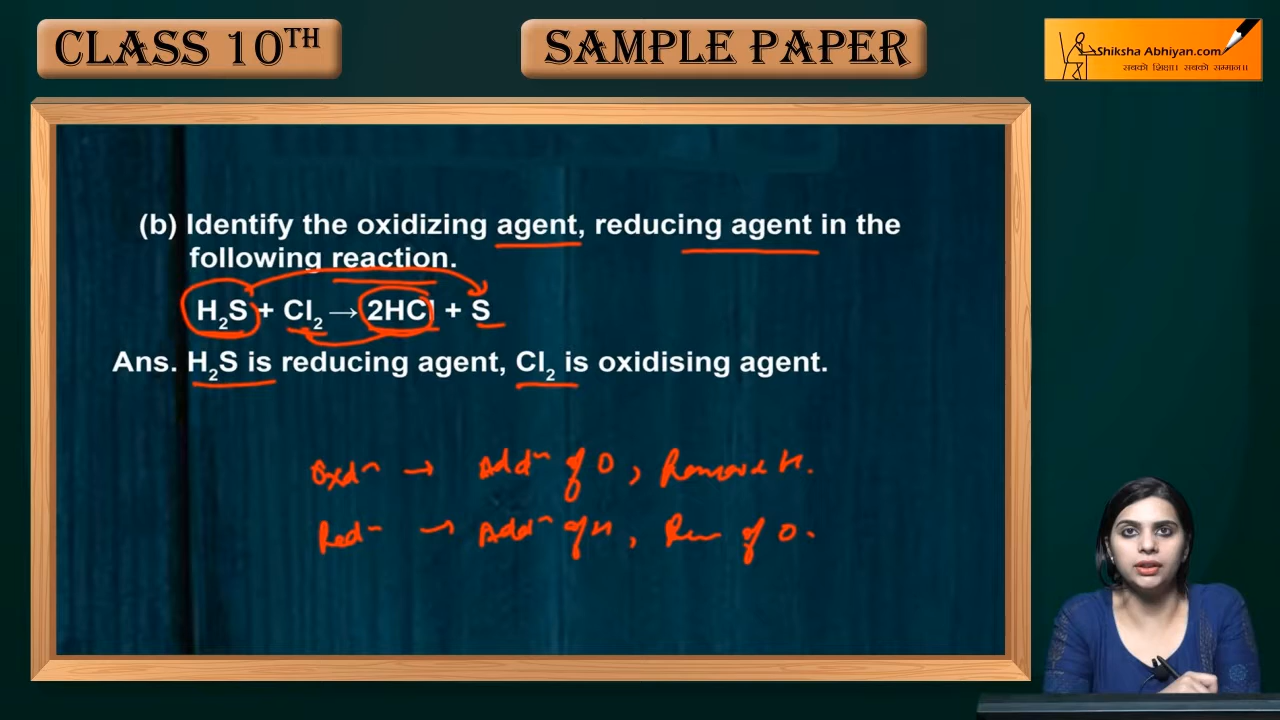 CLASS 10TH
SAMPLE PAPER
Shiksha Abhiyan.com
सबको शिक्षा। सबको सम्मान।।
(b) Identify the oxidizing agent, reducing agent in the
following reaction.
H₂S + Cl₂ → 2HCl + S
Ans. H₂S is reducing agent, Cl₂ is oxidising agent.
Oxdⁿ → Addⁿ of O, Remove H.
Redⁿ → Addⁿ of H, Rem of O.